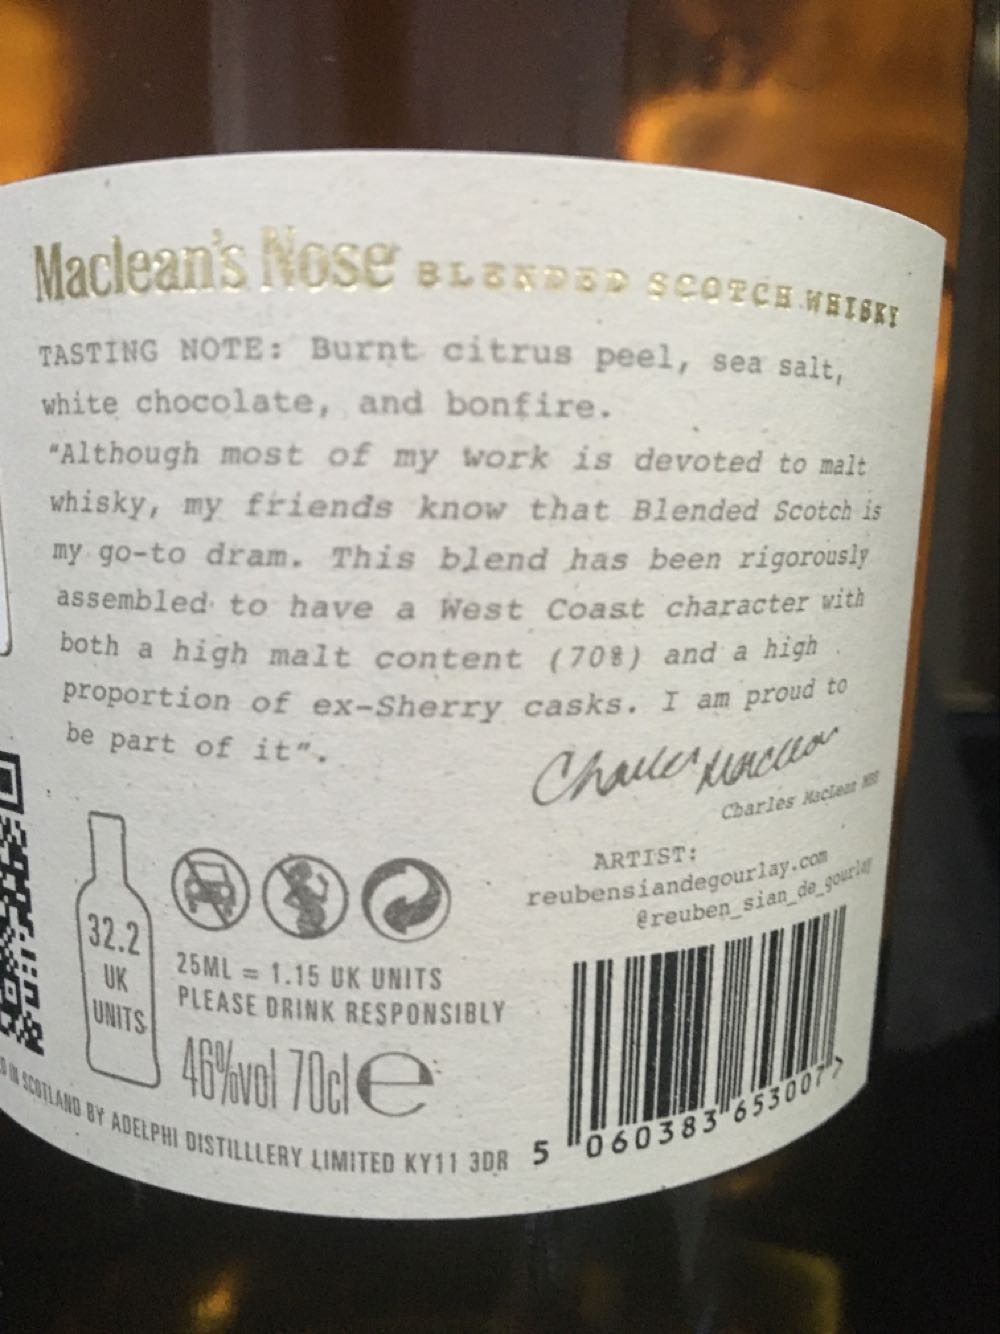 Maclean's Nose BLENDED SCOTCH WHISKY
TASTING NOTE: Burnt citrus peel, sea salt,
white chocolate, and bonfire.
"Although most of my work is devoted to malt
whisky, my friends know that Blended Scotch is
my go-to dram. This blend has been rigorously
assembled to have a West Coast character with
both a high malt content (70%) and a high
proportion of ex-Sherry casks. I am proud to
be part of it".
Charles Maclean
Charles MacLean MBE
ARTIST:
reubensiandegourlay.com
@reuben_sian_de_gourlay
32.2
UK
UNITS
25ML = 1.15 UK UNITS
PLEASE DRINK RESPONSIBLY
46%vol 70cl e
IN SCOTLAND BY ADELPHI DISTILLLERY LIMITED KY11 3DR
5 060383 653007 >